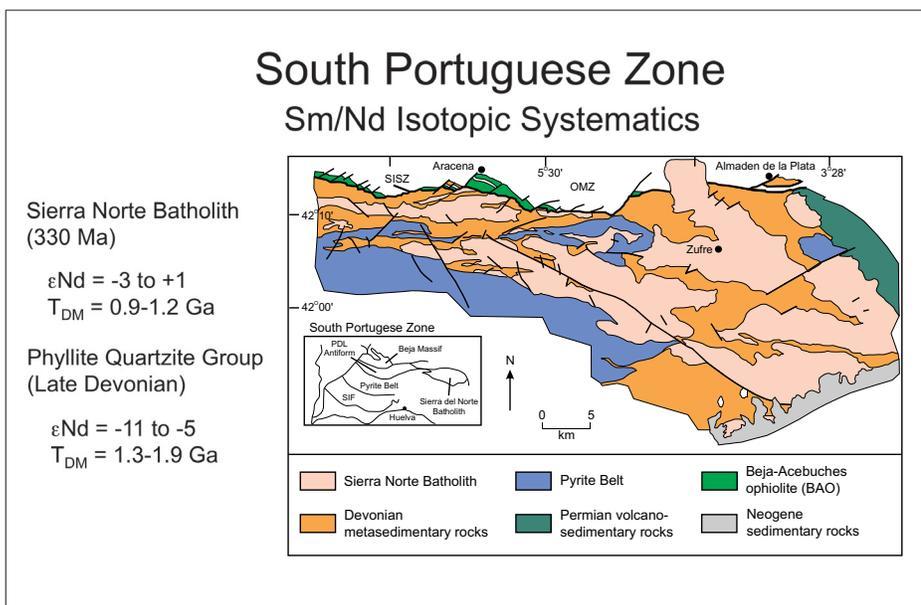 South Portuguese Zone
Sm/Nd Isotopic Systematics
Sierra Norte Batholith
(330 Ma)
εNd = -3 to +1
TDM = 0.9-1.2 Ga
Phyllite Quartzite Group
(Late Devonian)
εNd = -11 to -5
TDM = 1.3-1.9 Ga
Aracena
SISZ
5°30'
OMZ
Almaden de la Plata
3°28'
42°10'
Zufre
42°00'
South Portugese Zone
PDL
Antiform
Beja Massif
Pyrite Belt
SIF
Sierra del Norte
Batholith
Huelva
N
0 5
km
Sierra Norte Batholith
Pyrite Belt
Beja-Acebuches
ophiolite (BAO)
Devonian
metasedimentary rocks
Permian volcano-
sedimentary rocks
Neogene
sedimentary rocks